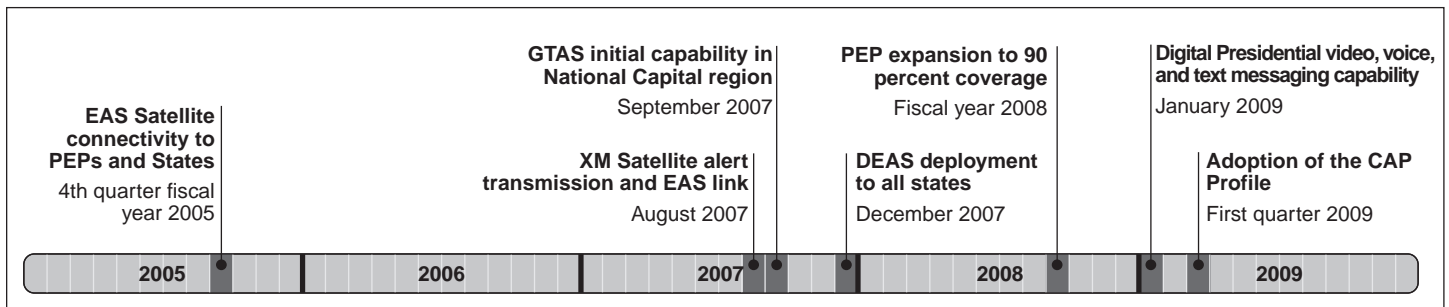 EAS Satellite
connectivity to
PEPs and States
4th quarter fiscal
year 2005
GTAS initial capability in
National Capital region
September 2007
XM Satellite alert
transmission and EAS link
August 2007
PEP expansion to 90
percent coverage
Fiscal year 2008
DEAS deployment
to all states
December 2007
Digital Presidential video, voice,
and text messaging capability
January 2009
Adoption of the CAP
Profile
First quarter 2009
2005
2006
2007
2008
2009